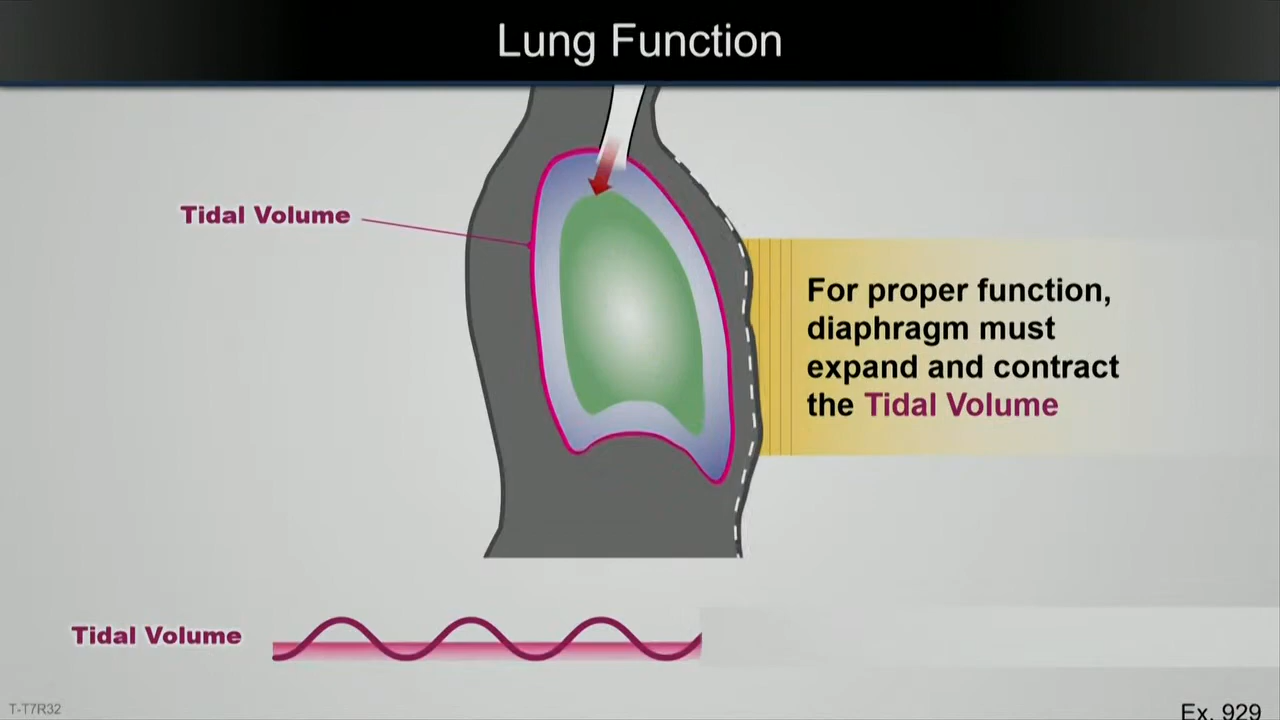 Lung Function
Tidal Volume
For proper function,
diaphragm must
expand and contract
the Tidal Volume
Tidal Volume
T-T7R32
Ex. 929